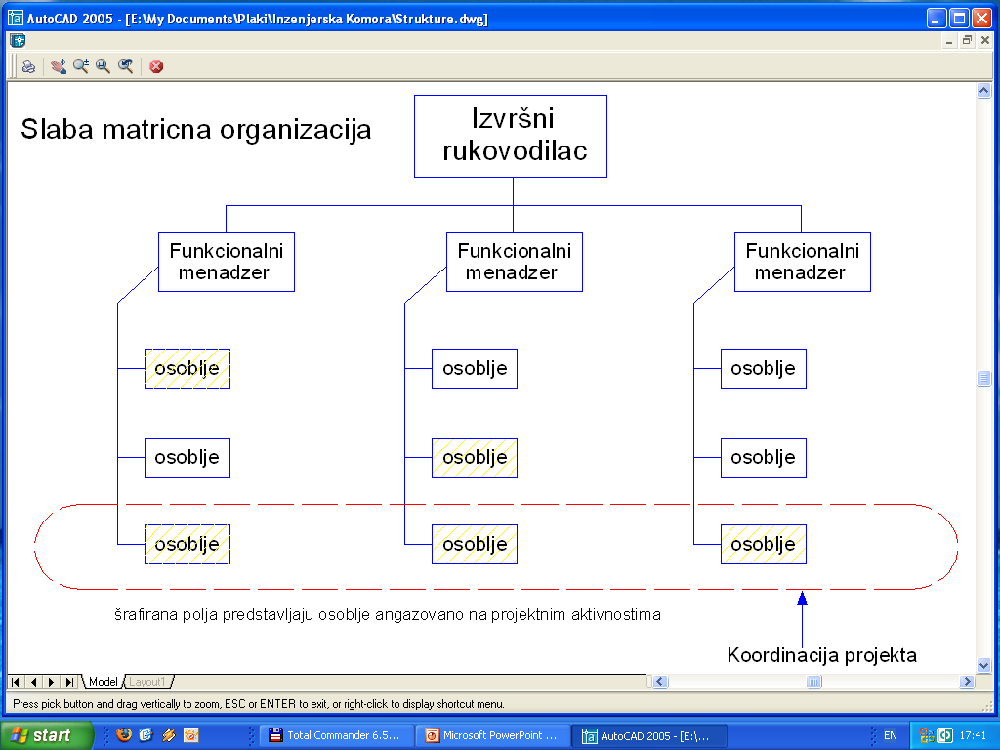 AutoCAD 2005 - [E:\My Documents\Plaki\Inzenjerska Komora\Strukture.dwg]
Slaba matricna organizacija
Izvršni
rukovodilac
Funkcionalni
menadzer
Funkcionalni
menadzer
Funkcionalni
menadzer
osoblje
osoblje
osoblje
osoblje
osoblje
osoblje
osoblje
osoblje
osoblje
šrafirana polja predstavljaju osoblje angazovano na projektnim aktivnostima
Koordinacija projekta
Model
Layout1
Press pick button and drag vertically to zoom, ESC or ENTER to exit, or right-click to display shortcut menu.
start
Total Commander 6.5...
Microsoft PowerPoint ...
AutoCAD 2005 - [E:\...
EN
17:41